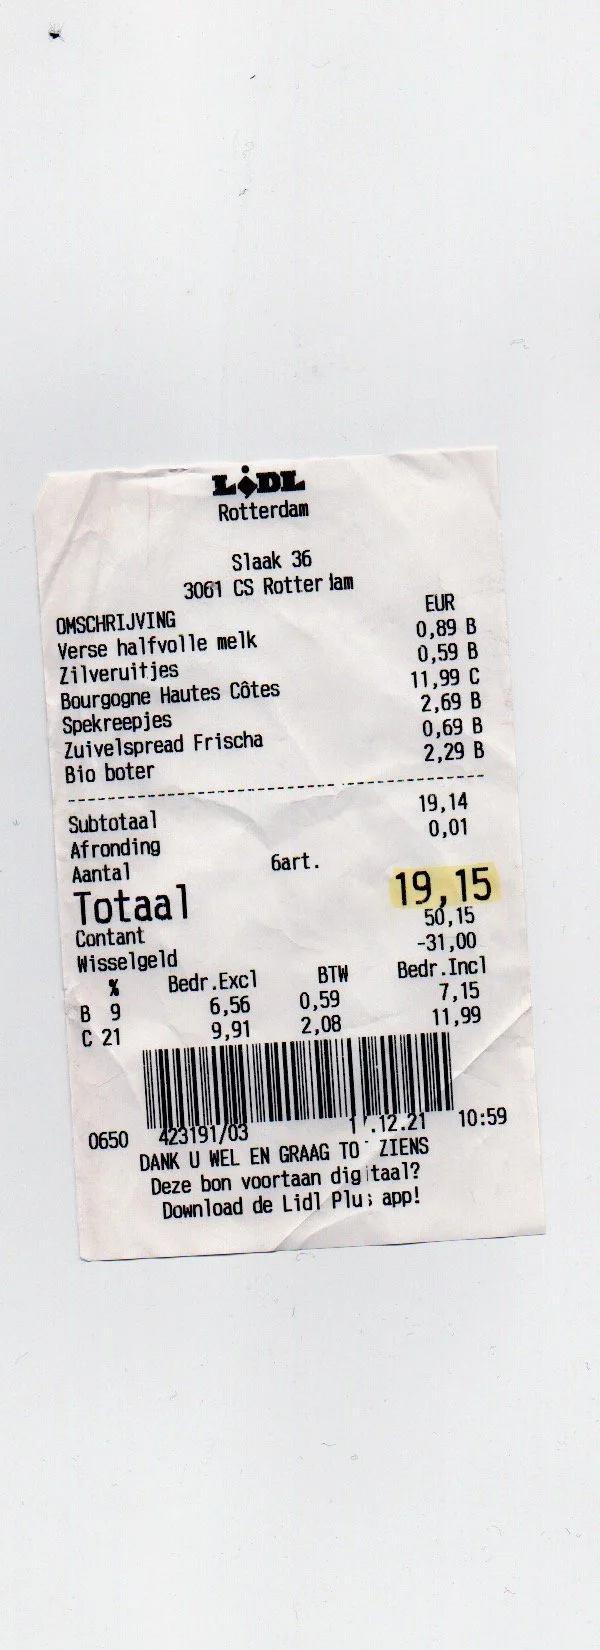 LiDL
Rotterdam
Slaak 36
3061 CS Rotter am
OMSCHRIJVING EUR
Verse halfvolle melk 0,89 B
Zilveruitjes 0,59 B
Bourgogne Hautes Côtes 11,99 C
Spekreepjes 2,69 B
Zuivelspread Frischa 0,69 B
Bio boter 2,29 B
Subtotaal 19,14
Afronding 0,01
Aantal 6art.
Totaal 19,15
Contant 50,15
Wisselgeld -31,00
% Bedr.Excl BTW Bedr.Incl
B 9 6,56 0,59 7,15
C 21 9,91 2,08 11,99
0650 423191/03 .12.21 10:59
DANK U WEL EN GRAAG TO ZIENS
Deze bon voortaan digitaal?
Download de Lidl Plus app!